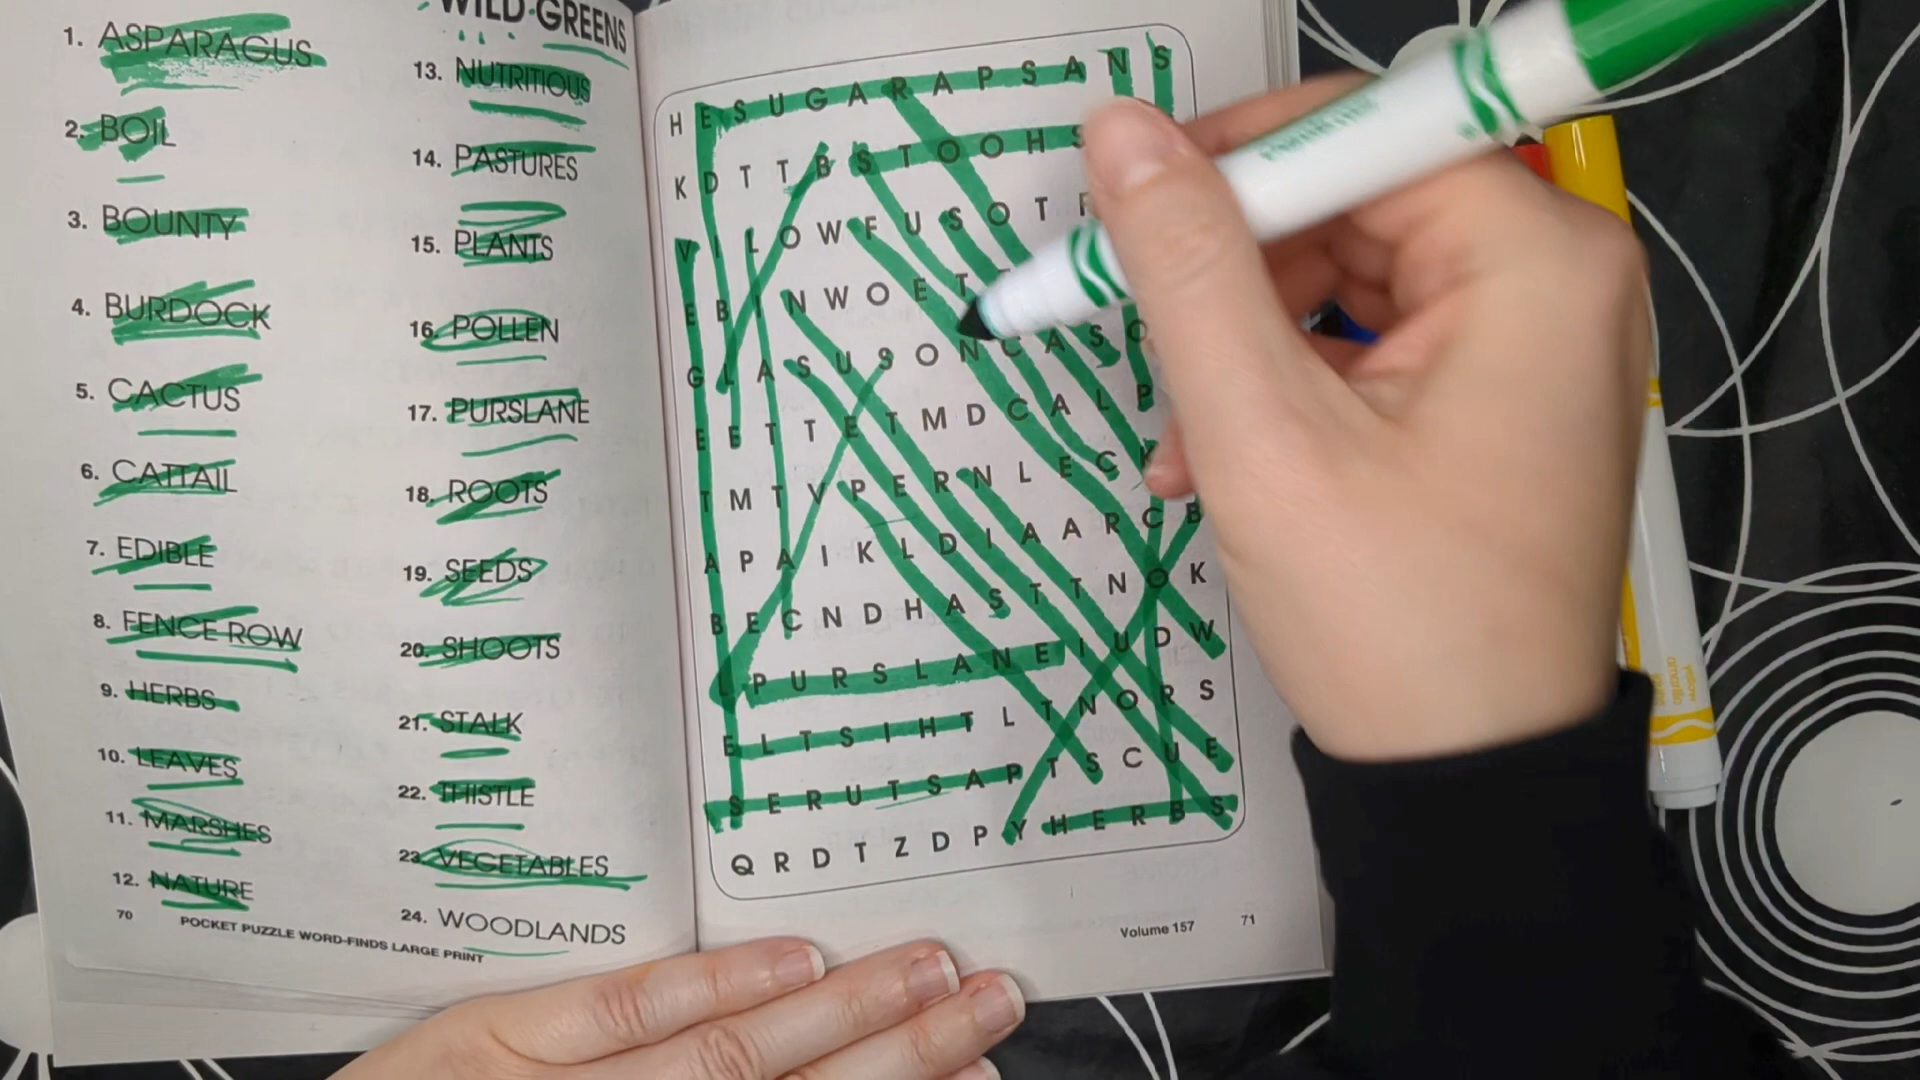 WILD GREENS
1. ASPARAGUS
2. BOIL
3. BOUNTY
4. BURDOCK
5. CACTUS
6. CATTAIL
7. EDIBLE
8. FENCE ROW
9. HERBS
10. LEAVES
11. MARSHES
12. NATURE
13. NUTRITIOUS
14. PASTURES
15. PLANTS
16. POLLEN
17. PURSLANE
18. ROOTS
19. SEEDS
20. SHOOTS
21. STALK
22. THISTLE
23. VEGETABLES
24. WOODLANDS
70 POCKET PUZZLE WORD-FINDS LARGE PRINT
H E S U G A R A P S A N S
K D T T B S T O O H S
V I L O W F U S O T
E B I N W O E T
G L A S U S O N C A S O
E E T T E T M D C A L P
T M T V P E R N L E C K
A P A I K L D I A A R C B
B E C N D H A S T T N O K
L P U R S L A N E I U D W
E L T S I H T L T N O R S
S E R U T S A P T S C U E
Q R D T Z D P Y H E R B S
Volume 157 71